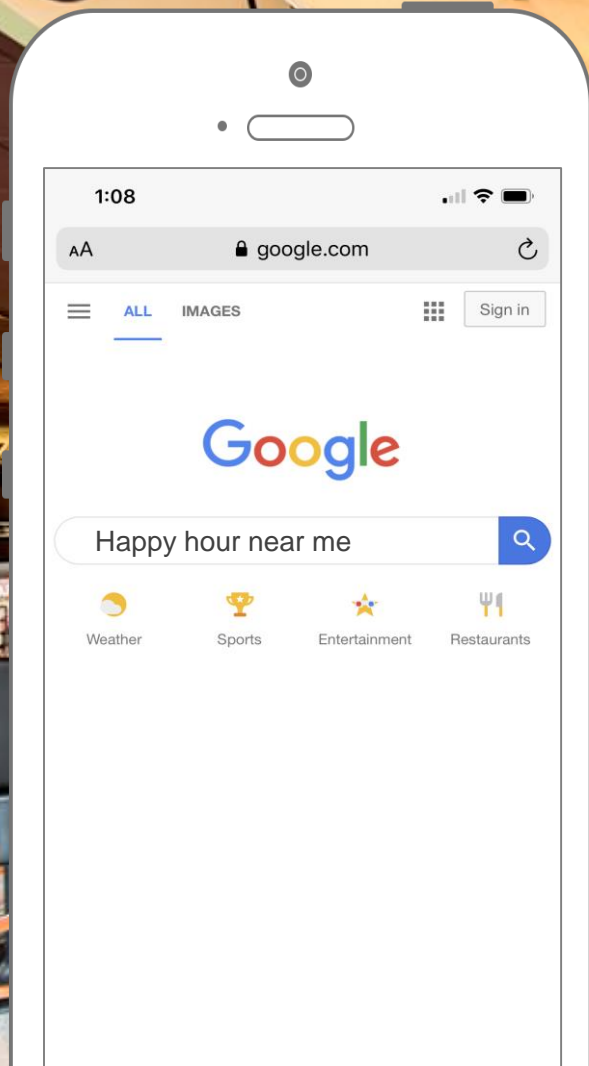 1:08
AA google.com
ALL IMAGES Sign in
Google
Happy hour near me
Weather Sports Entertainment Restaurants